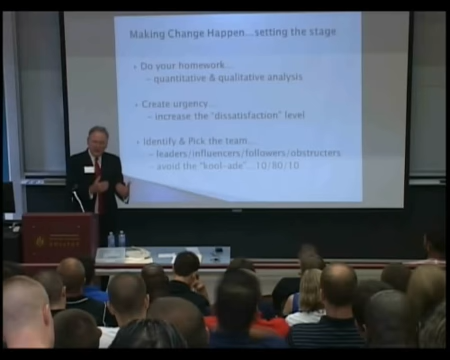 Making Change Happen...setting the stage
• Do your homework...
– quantitative & qualitative analysis
• Create urgency...
– increase the "dissatisfaction" level
• Identify & Pick the team...
– leaders/influencers/followers/obstructers
– avoid the "kool-ade"...10/80/10